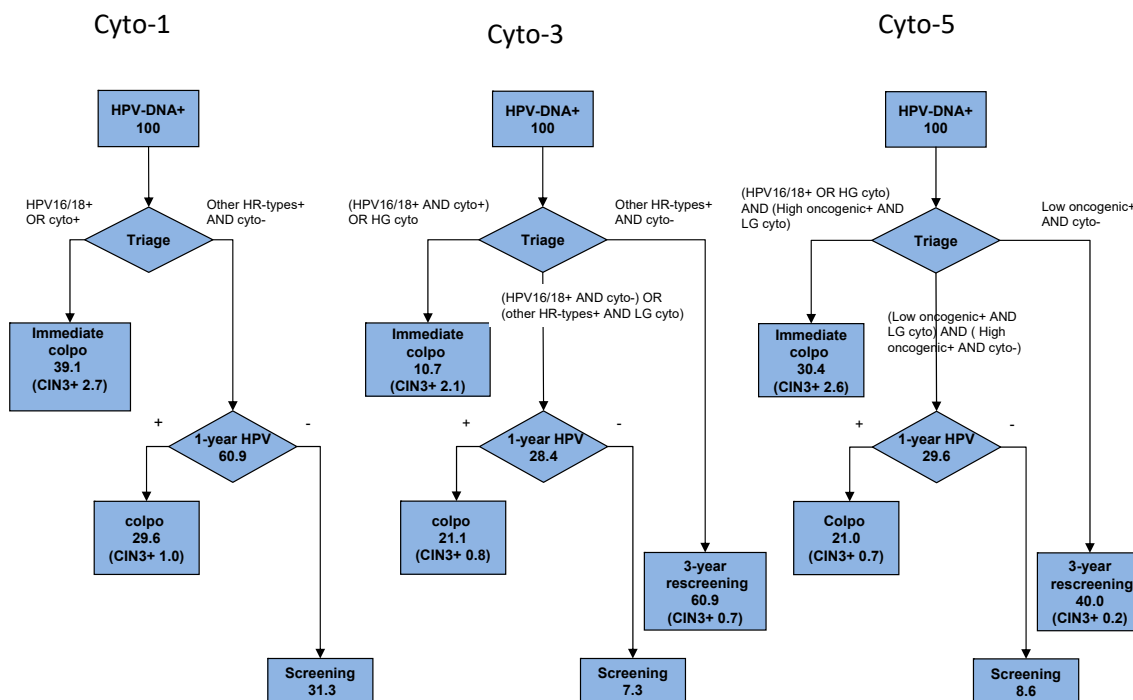 Cyto-1
HPV-DNA+
100
HPV16/18+
OR cyto+
Other HR-types+
AND cyto-
Triage
Immediate
colpo
39.1
(CIN3+ 2.7)
+
-
1-year HPV
60.9
colpo
29.6
(CIN3+ 1.0)
Screening
31.3
Cyto-3
HPV-DNA+
100
(HPV16/18+ AND cyto+)
OR HG cyto
Other HR-types+
AND cyto-
Triage
(HPV16/18+ AND cyto-) OR
(other HR-types+ AND LG cyto)
Immediate
colpo
10.7
(CIN3+ 2.1)
+
-
1-year HPV
28.4
colpo
21.1
(CIN3+ 0.8)
3-year
rescreening
60.9
(CIN3+ 0.7)
Screening
7.3
Cyto-5
HPV-DNA+
100
(HPV16/18+ OR HG cyto)
AND (High oncogenic+ AND
LG cyto)
Low oncogenic+
AND cyto-
Triage
(Low oncogenic+ AND
LG cyto) AND ( High
oncogenic+ AND cyto-)
Immediate
colpo
30.4
(CIN3+ 2.6)
+
-
1-year HPV
29.6
Colpo
21.0
(CIN3+ 0.7)
3-year
rescreening
40.0
(CIN3+ 0.2)
Screening
8.6